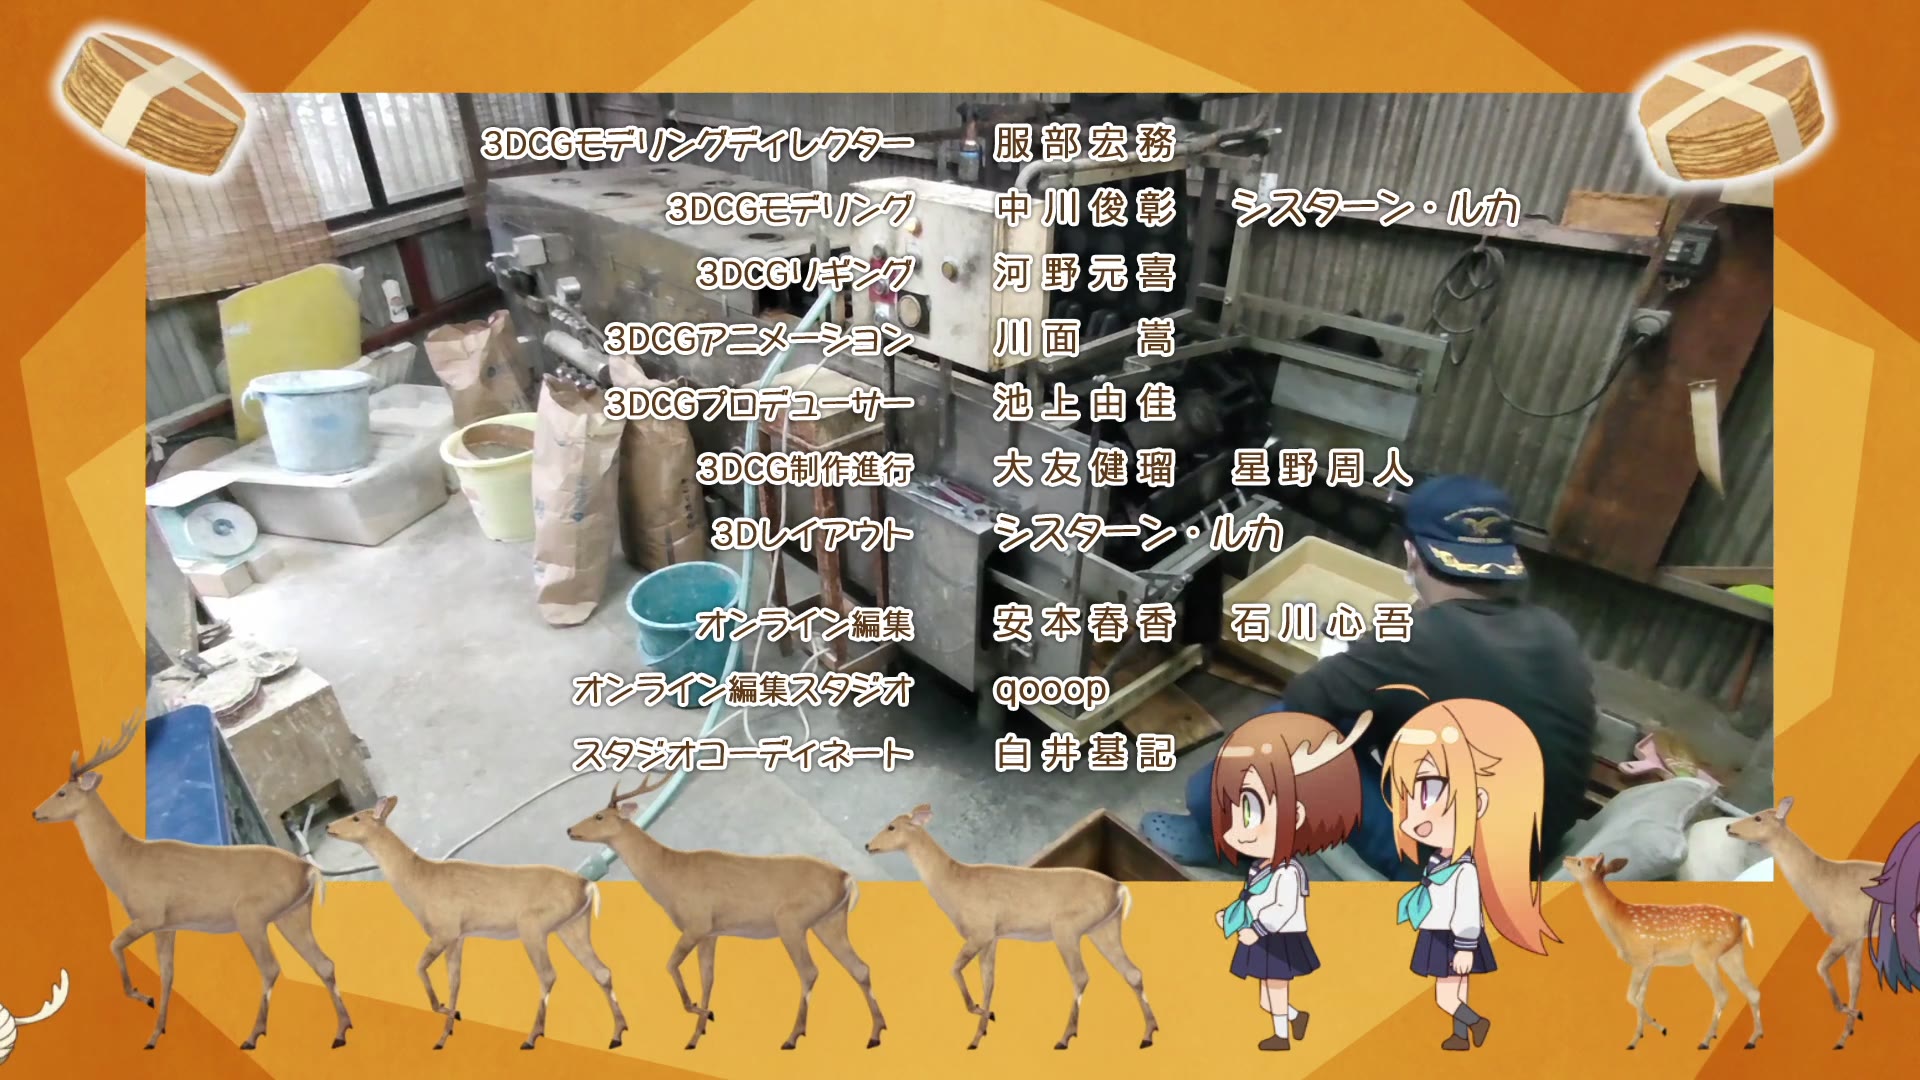 3DCGモデリングディレクター 服部宏務
3DCGモデリング 中川俊彰 シスターン・ルカ
3DCGリギング 河野元喜
3DCGアニメーション 川面 嵩
3DCGプロデューサー 池上由佳
3DCG制作進行 大友健瑠 星野周人
3Dレイアウト シスターン・ルカ
オンライン編集 安本春香 石川心吾
オンライン編集スタジオ qooop
スタジオコーディネート 白井基記